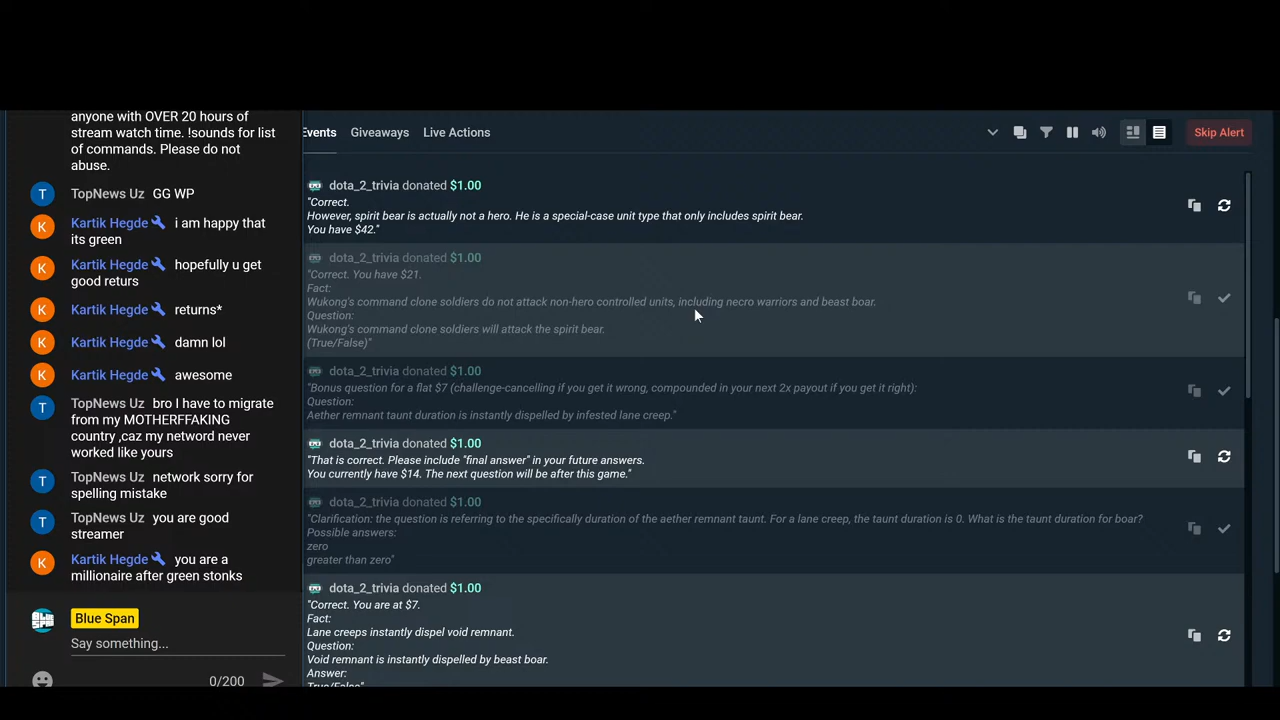 anyone with OVER 20 hours of
stream watch time. !sounds for list
of commands. Please do not
abuse.
T TopNews Uz GG WP
K Kartik Hegde i am happy that
its green
K Kartik Hegde hopefully u get
good returs
K Kartik Hegde returns*
K Kartik Hegde damn lol
K Kartik Hegde awesome
T TopNews Uz bro I have to migrate
from my MOTHERFFAKING
country ,caz my netword never
worked like yours
T TopNews Uz network sorry for
spelling mistake
T TopNews Uz you are good
streamer
K Kartik Hegde you are a
millionaire after green stonks
Blue Span
Say something...
0/200
Events Giveaways Live Actions Skip Alert
dota_2_trivia donated $1.00
"Correct.
However, spirit bear is actually not a hero. He is a special-case unit type that only includes spirit bear.
You have $42."
dota_2_trivia donated $1.00
"Correct. You have $21.
Fact:
Wukong's command clone soldiers do not attack non-hero controlled units, including necro warriors and beast boar.
Question:
Wukong's command clone soldiers will attack the spirit bear.
(True/False)"
dota_2_trivia donated $1.00
"Bonus question for a flat $7 (challenge-cancelling if you get it wrong, compounded in your next 2x payout if you get it right):
Question:
Aether remnant taunt duration is instantly dispelled by infested lane creep."
dota_2_trivia donated $1.00
"That is correct. Please include "final answer" in your future answers.
You currently have $14. The next question will be after this game."
dota_2_trivia donated $1.00
"Clarification: the question is referring to the specifically duration of the aether remnant taunt. For a lane creep, the taunt duration is 0. What is the taunt duration for boar?
Possible answers:
zero
greater than zero"
dota_2_trivia donated $1.00
"Correct. You are at $7.
Fact:
Lane creeps instantly dispel void remnant.
Question:
Void remnant is instantly dispelled by beast boar.
Answer:
True/False"